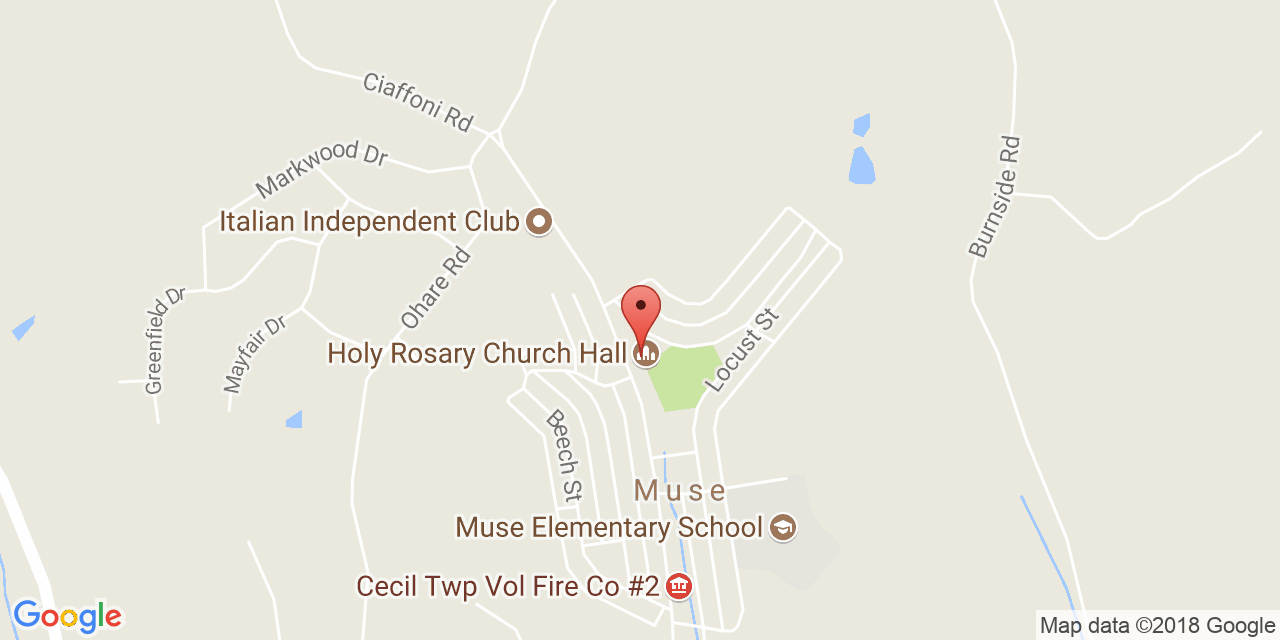 Ciaffoni Rd
Markwood Dr
Burnside Rd
Italian Independent Club
Ohare Rd
Greenfield Dr
Mayfair Dr
Locust St
Holy Rosary Church Hall
Beech St
Muse
Muse Elementary School
Cecil Twp Vol Fire Co #2
Google
Map data ©2018 Google